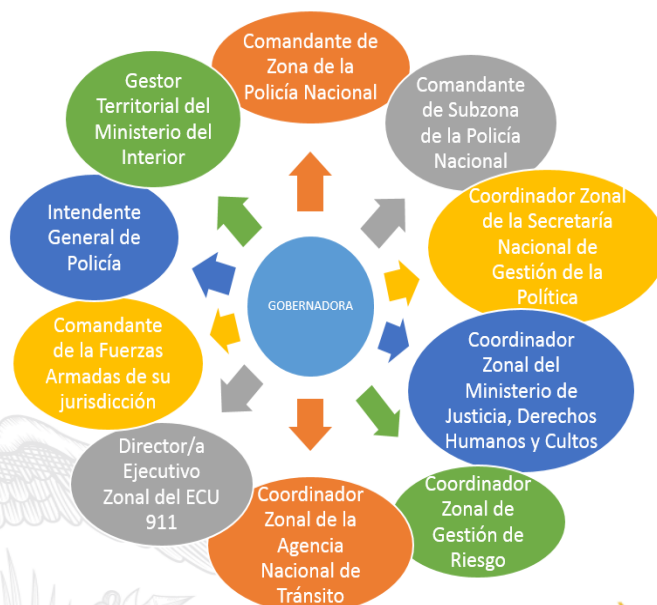 Comandante de
Zona de la
Policía Nacional
Comandante
de Subzona
de la Policía
Nacional
Coordinador Zonal
de la Secretaría
Nacional de
Gestión de la
Política
Coordinador
Zonal del
Ministerio de
Justicia, Derechos
Humanos y Cultos
Coordinador
Zonal de
Gestión de
Riesgo
Coordinador
Zonal de la
Agencia
Nacional de
Tránsito
Director/a
Ejecutivo
Zonal del ECU
911
Comandante
de la Fuerzas
Armadas de su
jurisdicción
Intendente
General de
Policía
Gestor
Territorial del
Ministerio del
Interior
GOBERNADORA